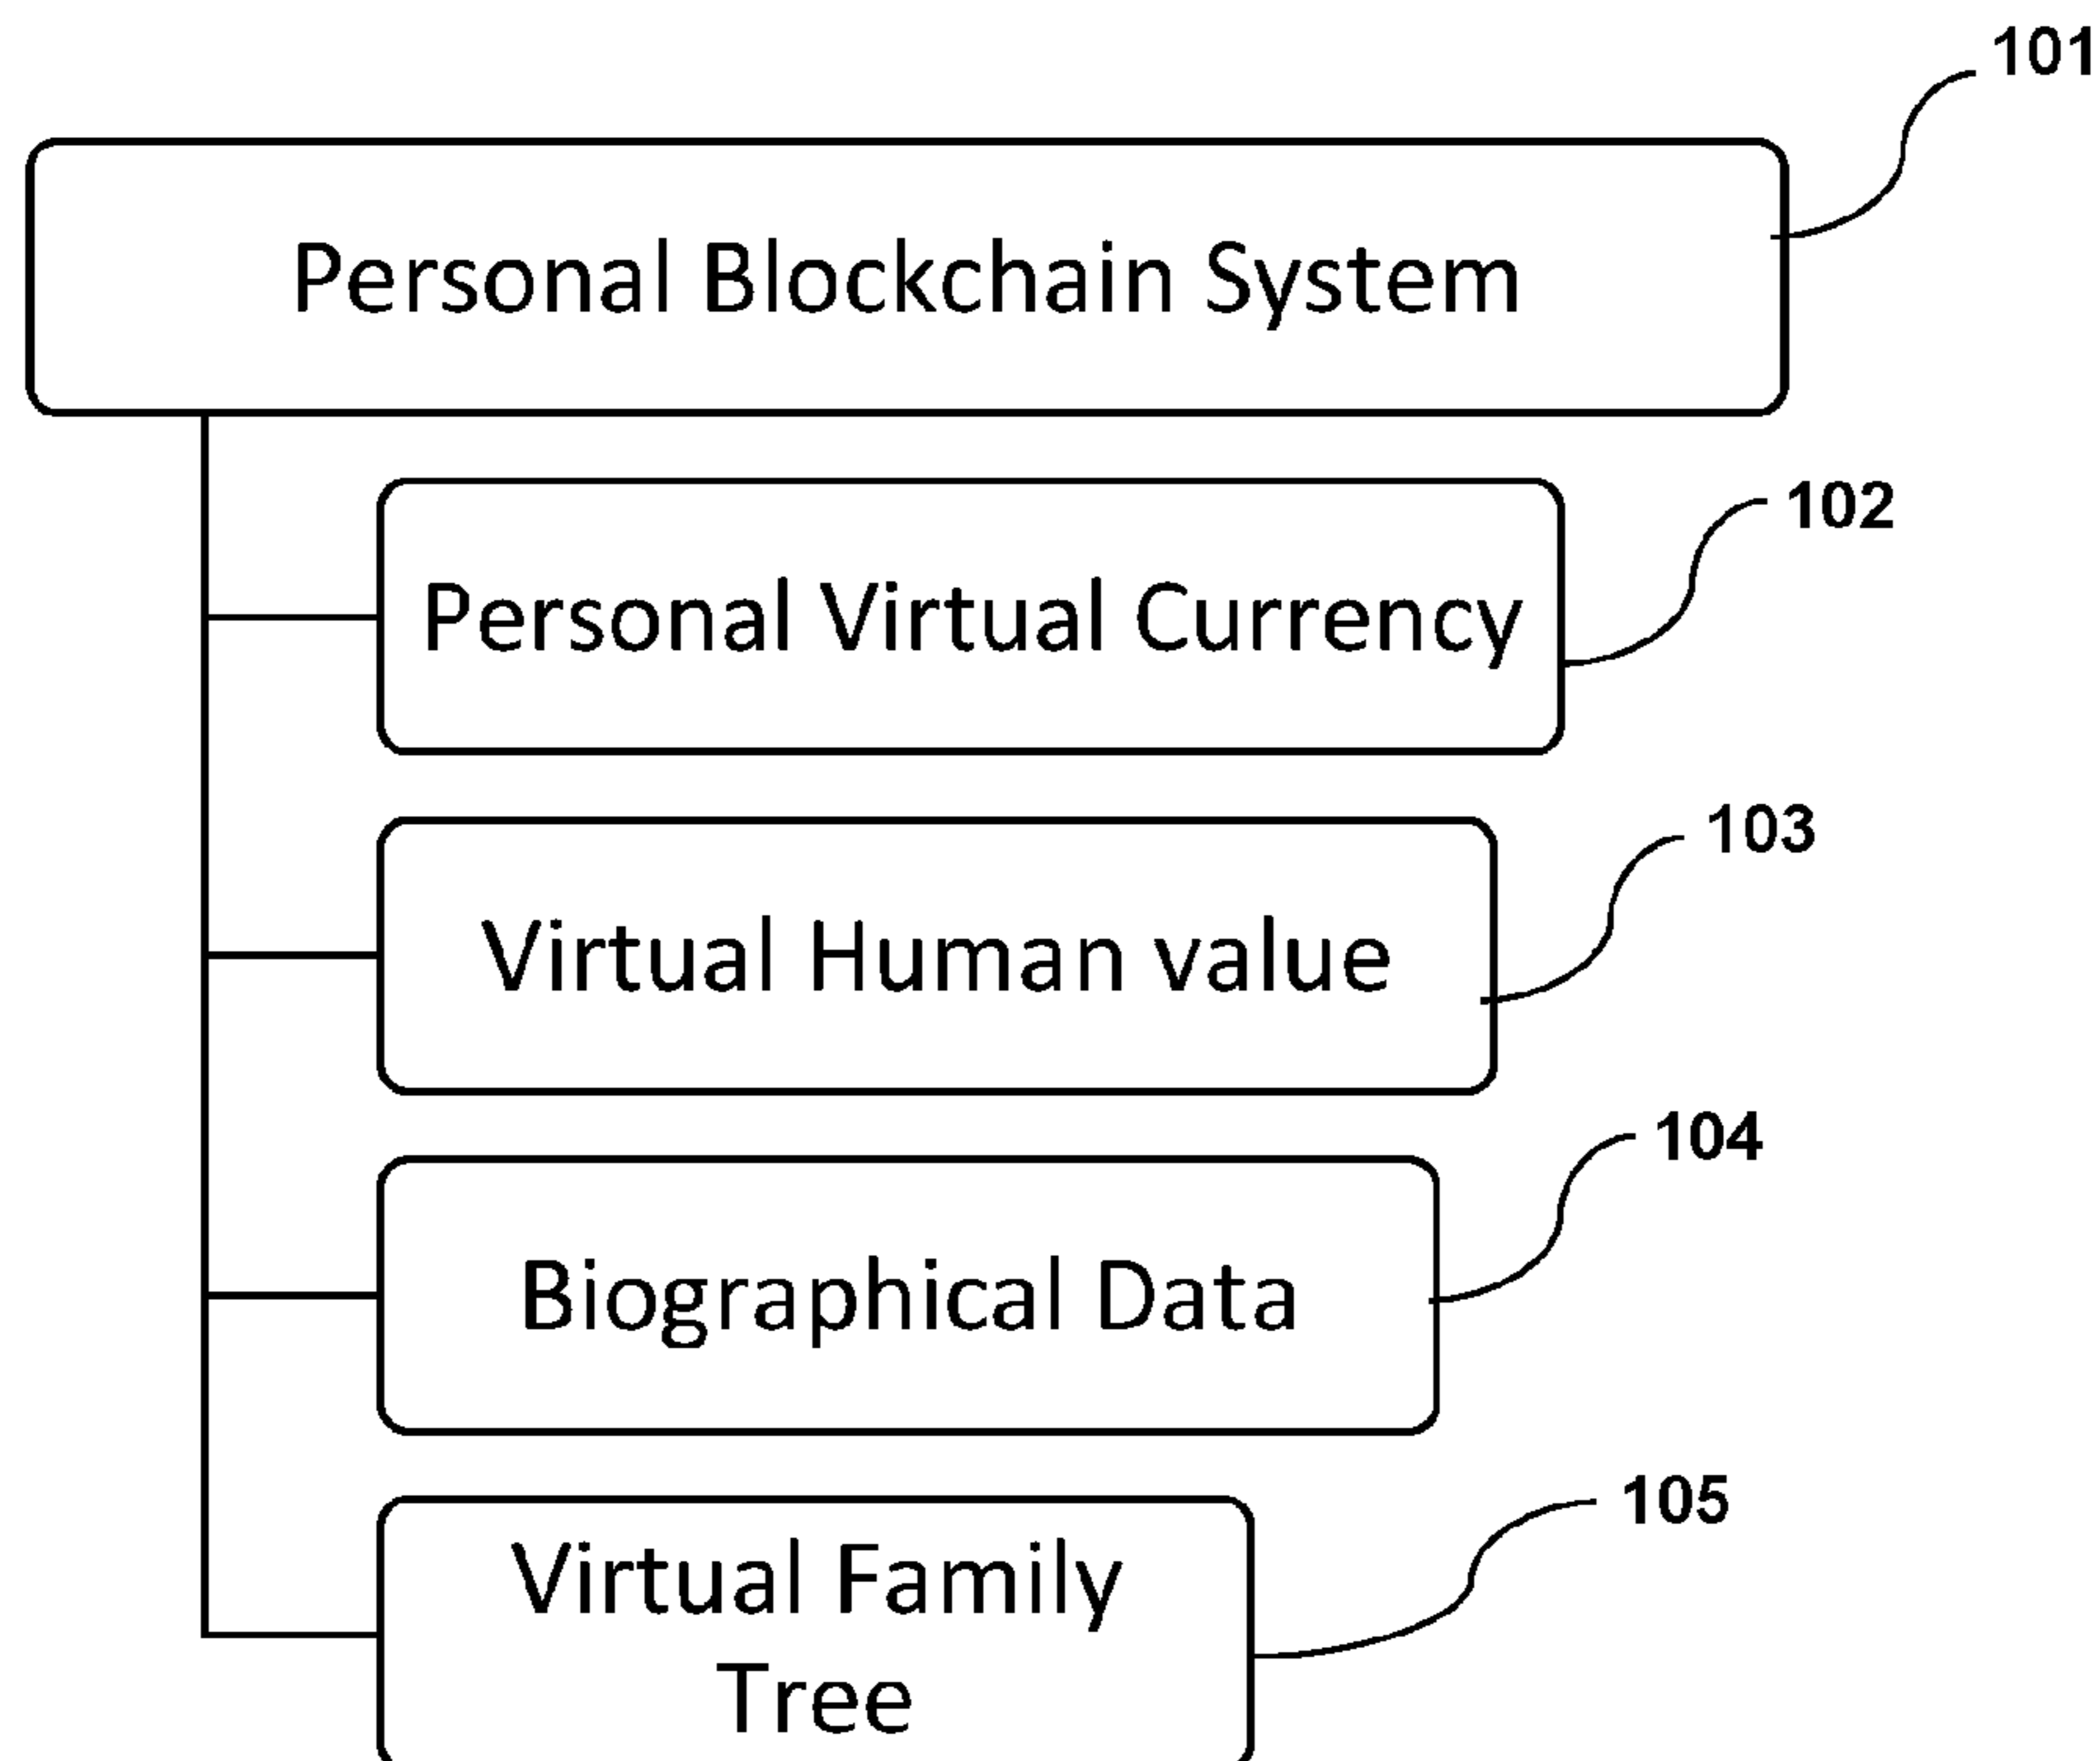 101
Personal Blockchain System
102
Personal Virtual Currency
103
Virtual Human value
104
Biographical Data
105
Virtual Family
Tree